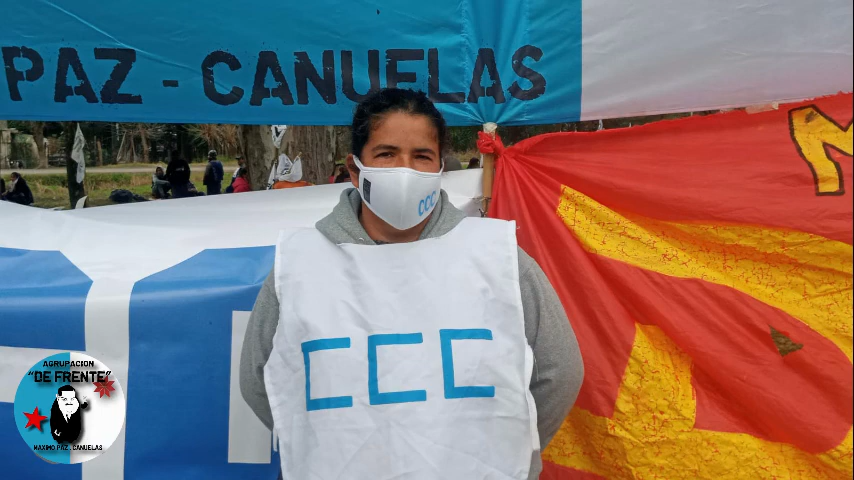 PAZ - CANUELAS
CCC
CCC
AGRUPACION
"DE FRENTE"
MAXIMO PAZ. CANUELAS